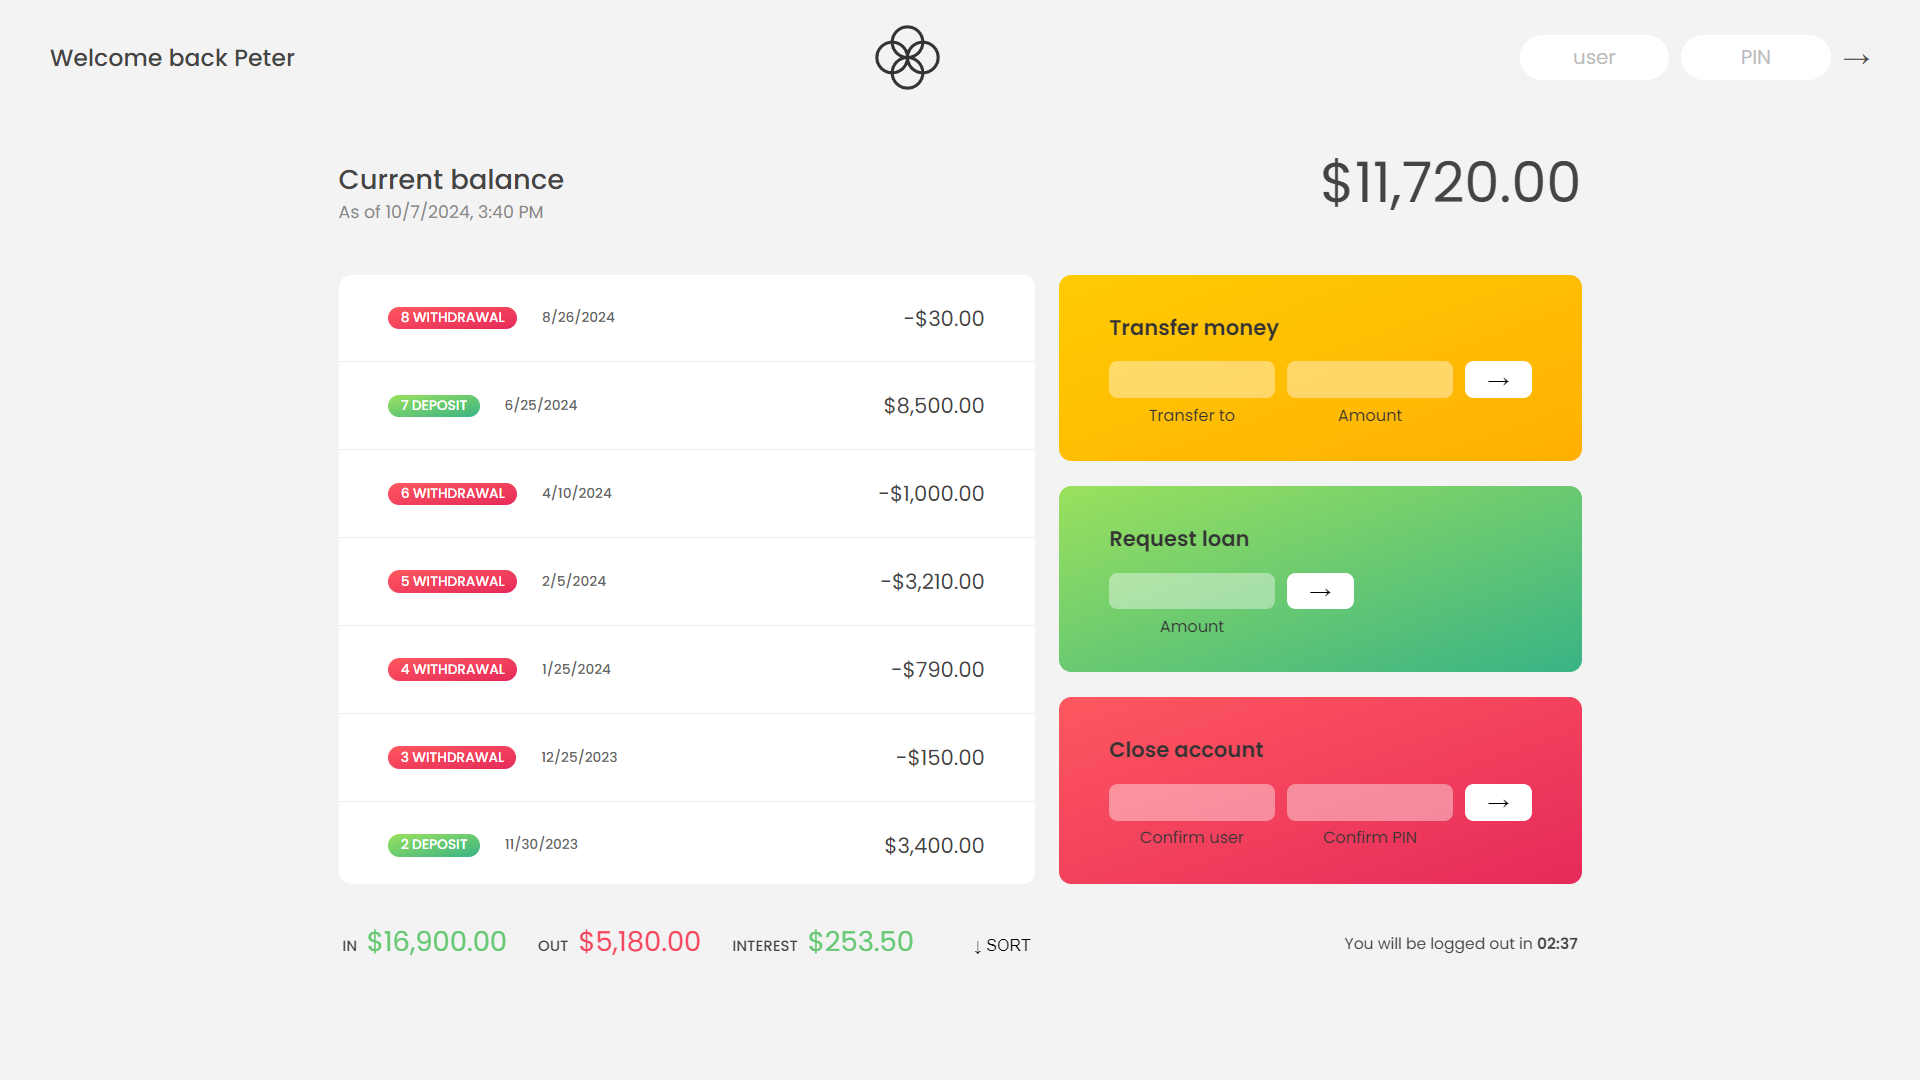 Welcome back Peter
user
PIN
→
Current balance
As of 10/7/2024, 3:40 PM
$11,720.00
8 WITHDRAWAL 8/26/2024 -$30.00
7 DEPOSIT 6/25/2024 $8,500.00
6 WITHDRAWAL 4/10/2024 -$1,000.00
5 WITHDRAWAL 2/5/2024 -$3,210.00
4 WITHDRAWAL 1/25/2024 -$790.00
3 WITHDRAWAL 12/25/2023 -$150.00
2 DEPOSIT 11/30/2023 $3,400.00
Transfer money
→
Transfer to Amount
Request loan
→
Amount
Close account
→
Confirm user Confirm PIN
IN $16,900.00 OUT $5,180.00 INTEREST $253.50 ↓ SORT
You will be logged out in 02:37